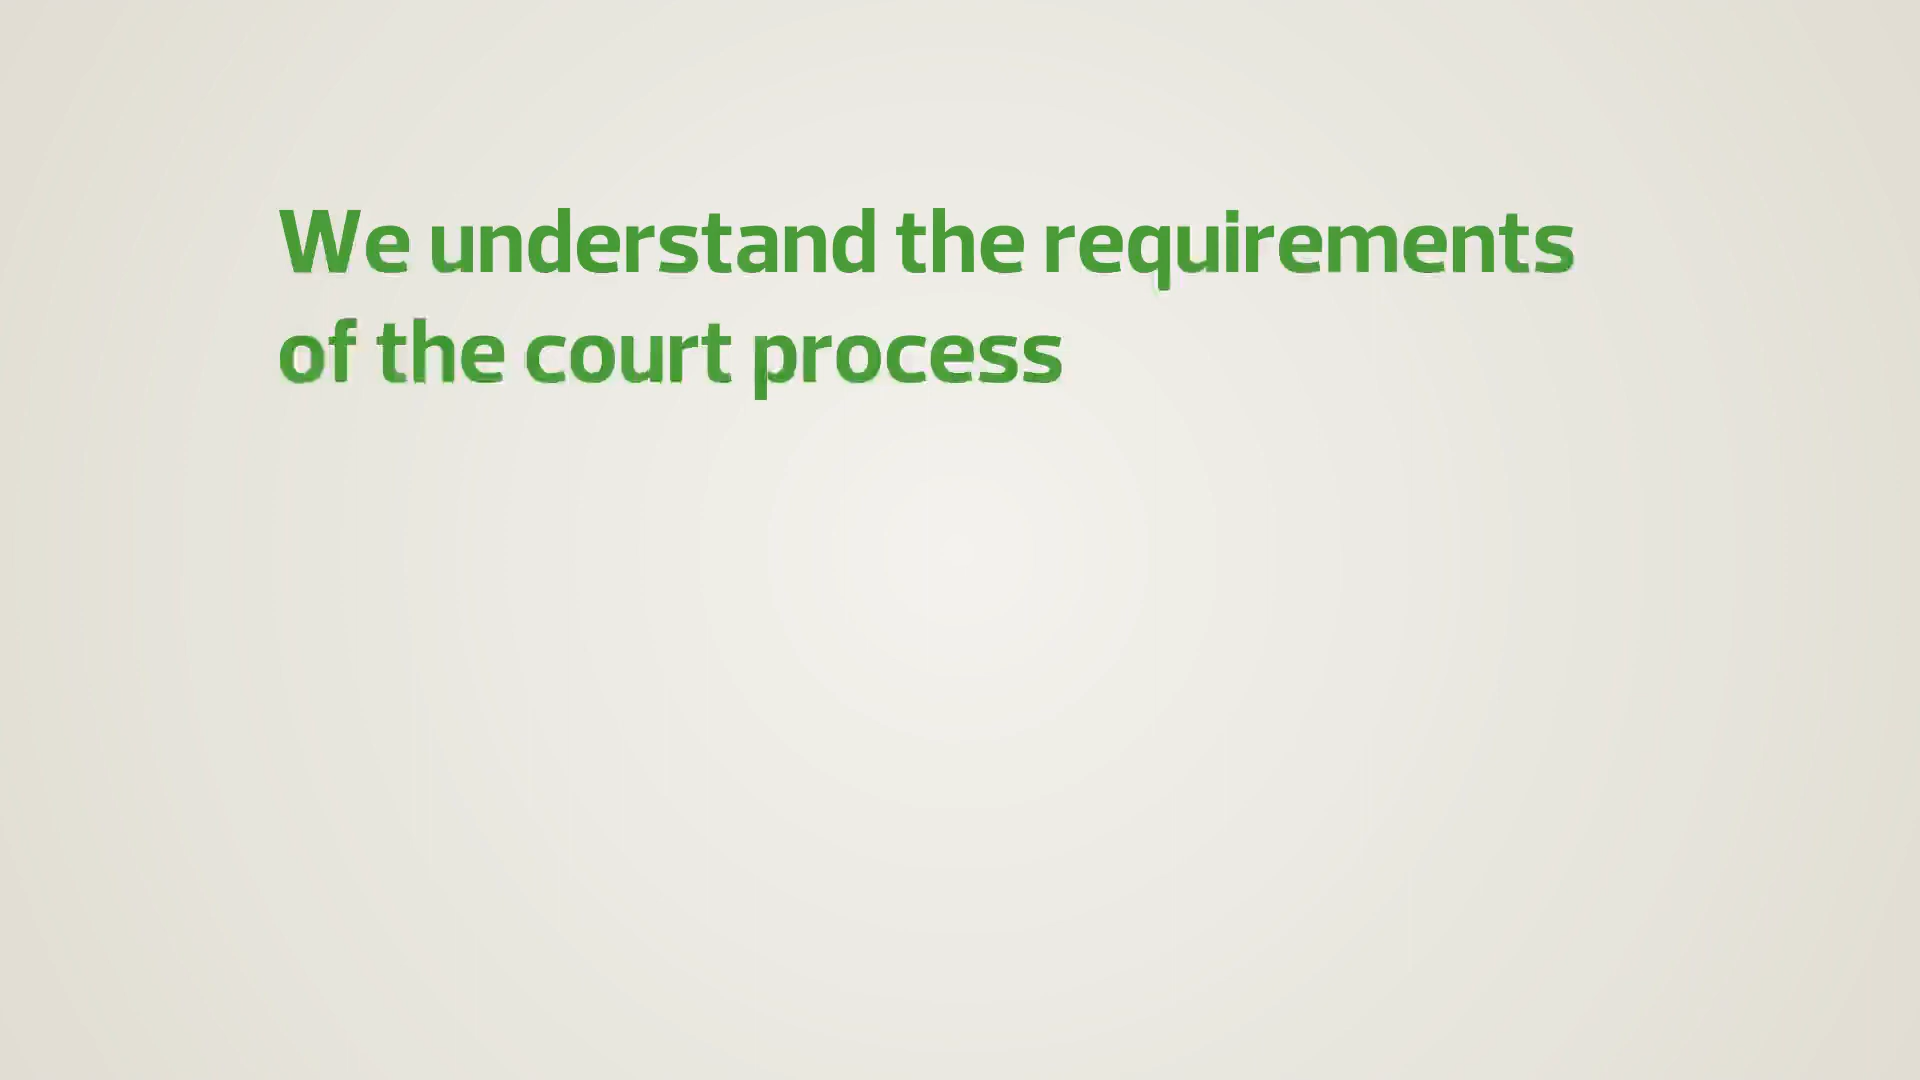 We understand the requirements
of the court process